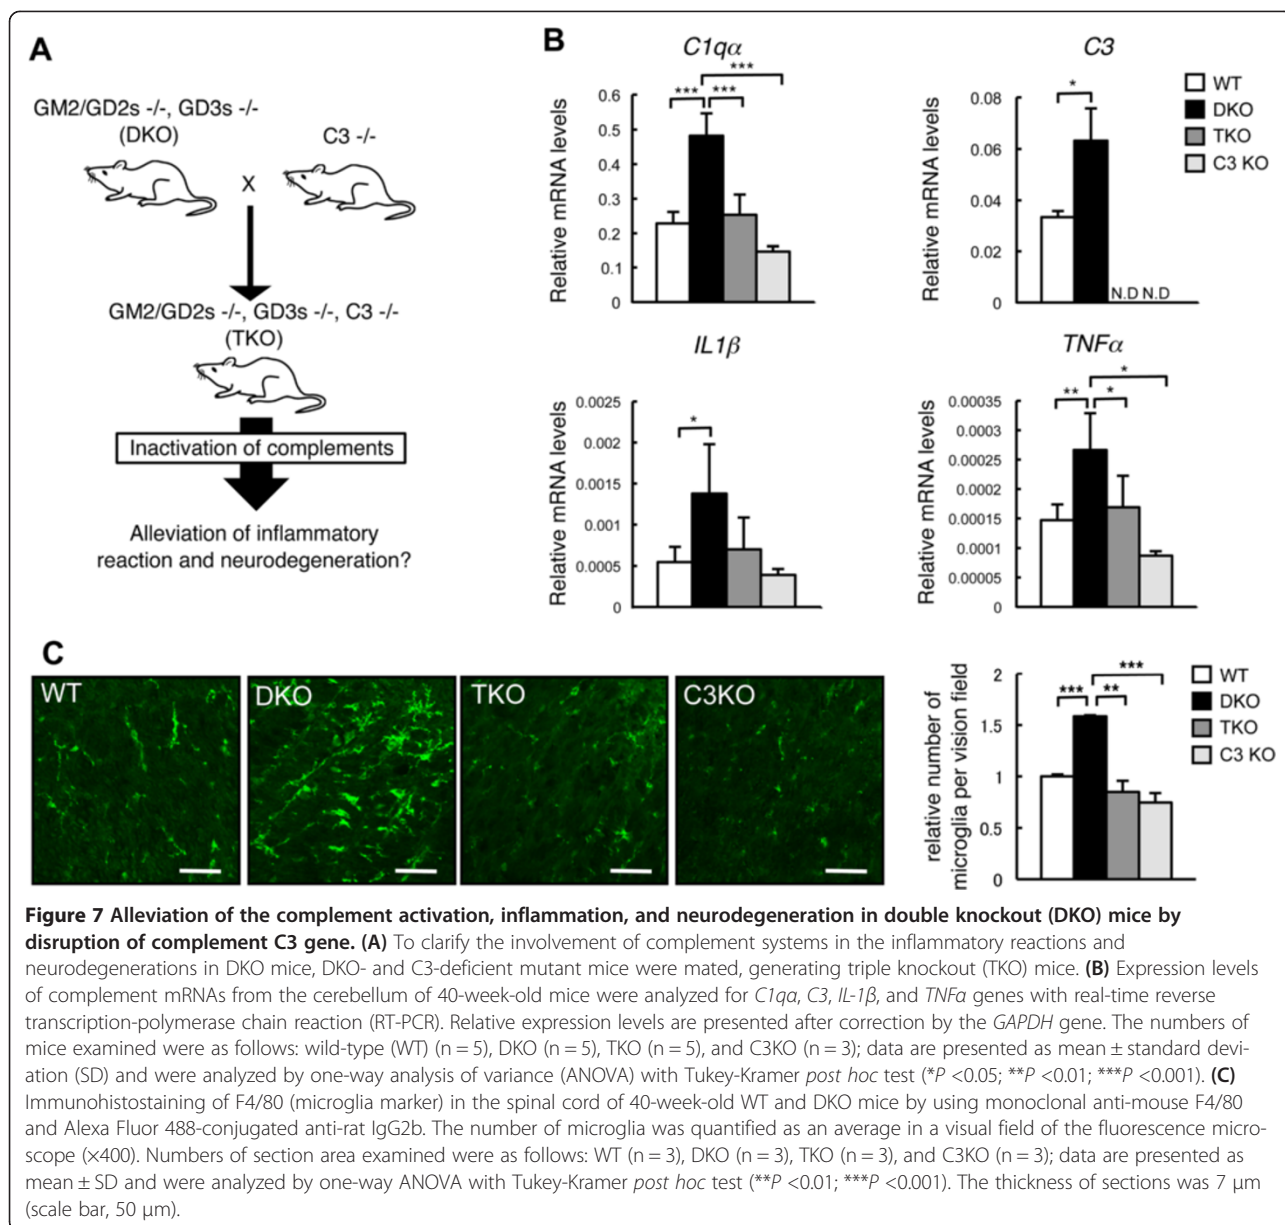 A
GM2/GD2s -/-, GD3s -/-
(DKO)
C3 -/-
X
GM2/GD2s -/-, GD3s -/-, C3 -/-
(TKO)
Inactivation of complements
Alleviation of inflammatory
reaction and neurodegeneration?
B
C1qα
***
*** ***
Relative mRNA levels
0.6
0.5
0.4
0.3
0.2
0.1
0
C3
*
Relative mRNA levels
0.08
0.06
0.04
0.02
0
N.D N.D
WT
DKO
TKO
C3 KO
IL1β
*
Relative mRNA levels
0.0025
0.002
0.0015
0.001
0.0005
0
TNFα
*
** *
Relative mRNA levels
0.00035
0.0003
0.00025
0.0002
0.00015
0.0001
0.00005
0
C
WT
DKO
TKO
C3KO
relative number of
microglia per vision field
2
1.5
1
0.5
0
***
*** **
WT
DKO
TKO
C3 KO
Figure 7 Alleviation of the complement activation, inflammation, and neurodegeneration in double knockout (DKO) mice by
disruption of complement C3 gene. (A) To clarify the involvement of complement systems in the inflammatory reactions and
neurodegenerations in DKO mice, DKO- and C3-deficient mutant mice were mated, generating triple knockout (TKO) mice. (B) Expression levels
of complement mRNAs from the cerebellum of 40-week-old mice were analyzed for C1qα, C3, IL-1β, and TNFα genes with real-time reverse
transcription-polymerase chain reaction (RT-PCR). Relative expression levels are presented after correction by the GAPDH gene. The numbers of
mice examined were as follows: wild-type (WT) (n = 5), DKO (n = 5), TKO (n = 5), and C3KO (n = 3); data are presented as mean ± standard devi-
ation (SD) and were analyzed by one-way analysis of variance (ANOVA) with Tukey-Kramer post hoc test (*P <0.05; **P <0.01; ***P <0.001). (C)
Immunohistostaining of F4/80 (microglia marker) in the spinal cord of 40-week-old WT and DKO mice by using monoclonal anti-mouse F4/80
and Alexa Fluor 488-conjugated anti-rat IgG2b. The number of microglia was quantified as an average in a visual field of the fluorescence micro-
scope (×400). Numbers of section area examined were as follows: WT (n = 3), DKO (n = 3), TKO (n = 3), and C3KO (n = 3); data are presented as
mean ± SD and were analyzed by one-way ANOVA with Tukey-Kramer post hoc test (**P <0.01; ***P <0.001). The thickness of sections was 7 μm
(scale bar, 50 μm).